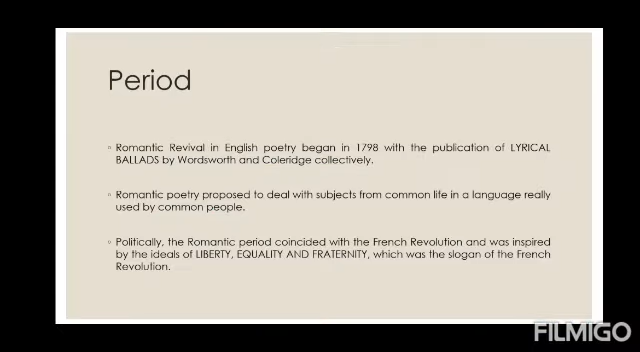 Period
◦ Romantic Revival in English poetry began in 1798 with the publication of LYRICAL
BALLADS by Wordsworth and Coleridge collectively.
◦ Romantic poetry proposed to deal with subjects from common life in a language really
used by common people.
◦ Politically, the Romantic period coincided with the French Revolution and was inspired
by the ideals of LIBERTY, EQUALITY AND FRATERNITY, which was the slogan of the French
Revolution.
FILMIGO